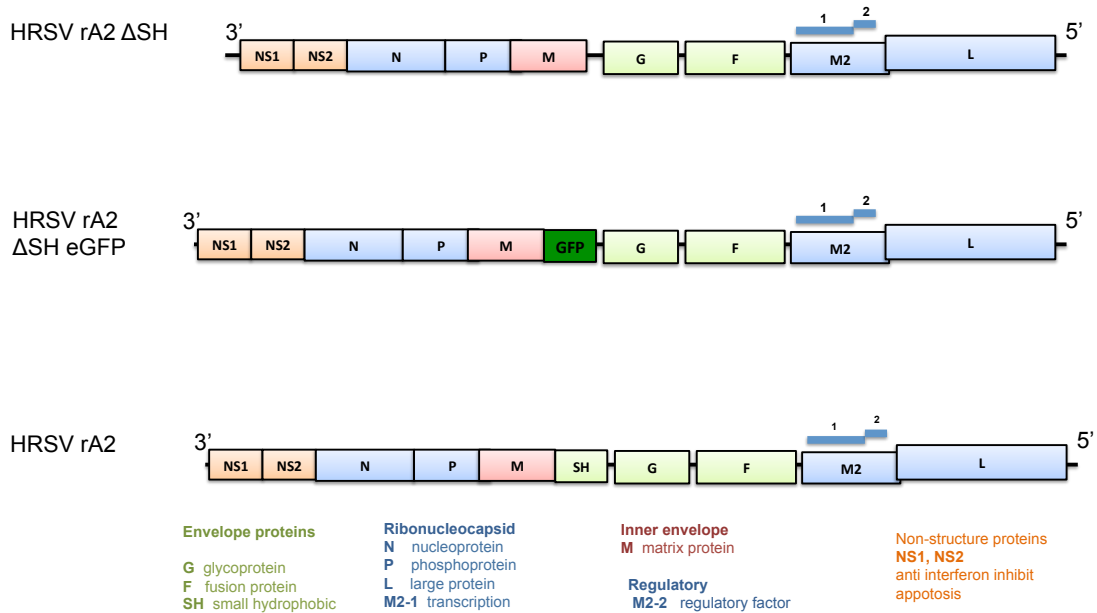 HRSV rA2 ΔSH
3’
1
2
5’
NS1 NS2 N P M G F M2 L
HRSV rA2
ΔSH eGFP
3’
1
2
5’
NS1 NS2 N P M GFP G F M2 L
HRSV rA2
3’
1
2
5’
NS1 NS2 N P M SH G F M2 L
Envelope proteins
G glycoprotein
F fusion protein
SH small hydrophobic
Ribonucleocapsid
N nucleoprotein
P phosphoprotein
L large protein
M2-1 transcription
Inner envelope
M matrix protein
Regulatory
M2-2 regulatory factor
Non-structure proteins
NS1, NS2
anti interferon inhibit
appotosis